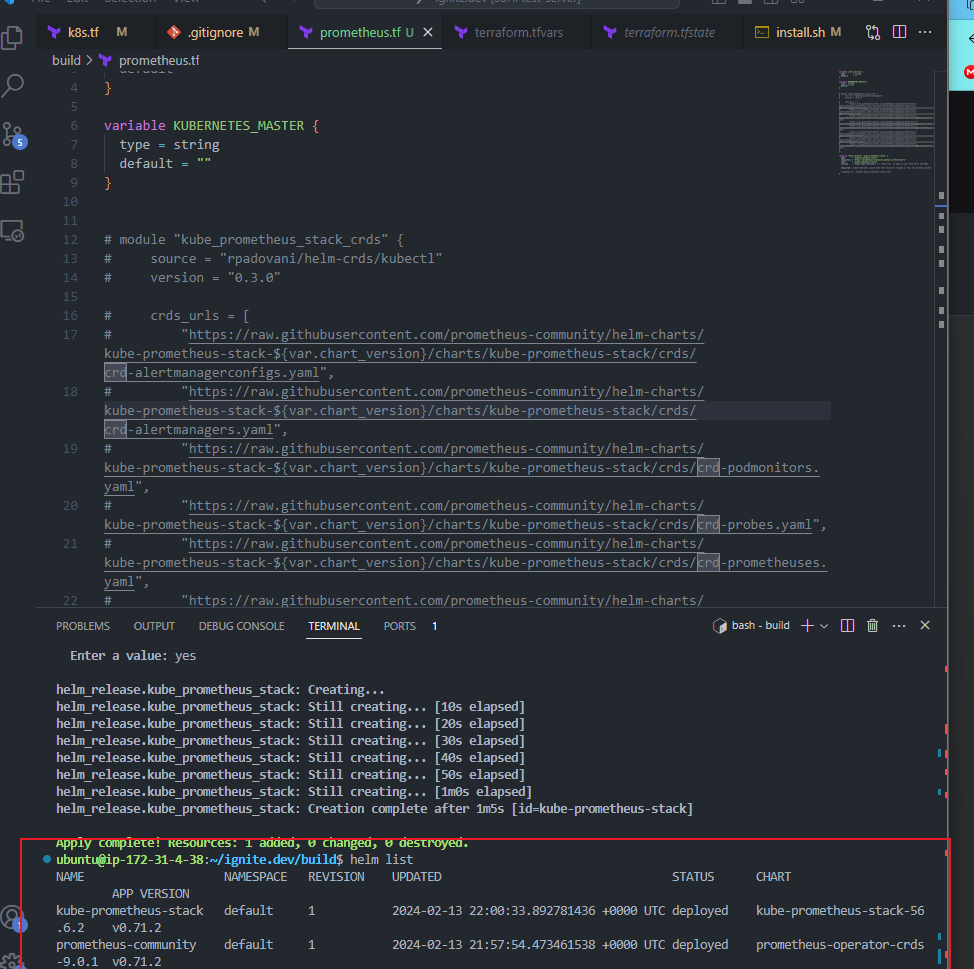 k8s.tf M .gitignore M prometheus.tf U terraform.tfvars terraform.tfstate install.sh M
build > prometheus.tf
4 }
5
6 variable KUBERNETES_MASTER {
7 type = string
8 default = ""
9 }
10
11
12 # module "kube_prometheus_stack_crds" {
13 # source = "rpadovani/helm-crds/kubectl"
14 # version = "0.3.0"
15
16 # crds_urls = [
17 # "https://raw.githubusercontent.com/prometheus-community/helm-charts/
kube-prometheus-stack-${var.chart_version}/charts/kube-prometheus-stack/crds/
crd-alertmanagerconfigs.yaml",
18 # "https://raw.githubusercontent.com/prometheus-community/helm-charts/
kube-prometheus-stack-${var.chart_version}/charts/kube-prometheus-stack/crds/
crd-alertmanagers.yaml",
19 # "https://raw.githubusercontent.com/prometheus-community/helm-charts/
kube-prometheus-stack-${var.chart_version}/charts/kube-prometheus-stack/crds/crd-podmonitors.
yaml",
20 # "https://raw.githubusercontent.com/prometheus-community/helm-charts/
kube-prometheus-stack-${var.chart_version}/charts/kube-prometheus-stack/crds/crd-probes.yaml",
21 # "https://raw.githubusercontent.com/prometheus-community/helm-charts/
kube-prometheus-stack-${var.chart_version}/charts/kube-prometheus-stack/crds/crd-prometheuses.
yaml",
22 # "https://raw.githubusercontent.com/prometheus-community/helm-charts/
5
PROBLEMS OUTPUT DEBUG CONSOLE TERMINAL PORTS 1 bash - build
Enter a value: yes
helm_release.kube_prometheus_stack: Creating...
helm_release.kube_prometheus_stack: Still creating... [10s elapsed]
helm_release.kube_prometheus_stack: Still creating... [20s elapsed]
helm_release.kube_prometheus_stack: Still creating... [30s elapsed]
helm_release.kube_prometheus_stack: Still creating... [40s elapsed]
helm_release.kube_prometheus_stack: Still creating... [50s elapsed]
helm_release.kube_prometheus_stack: Still creating... [1m0s elapsed]
helm_release.kube_prometheus_stack: Creation complete after 1m5s [id=kube-prometheus-stack]
Apply complete! Resources: 1 added, 0 changed, 0 destroyed.
ubuntu@ip-172-31-4-38:~/ignite.dev/build$ helm list
NAME NAMESPACE REVISION UPDATED STATUS CHART
APP VERSION
kube-prometheus-stack default 1 2024-02-13 22:00:33.892781436 +0000 UTC deployed kube-prometheus-stack-56
.6.2 v0.71.2
prometheus-community default 1 2024-02-13 21:57:54.473461538 +0000 UTC deployed prometheus-operator-crds
-9.0.1 v0.71.2
1